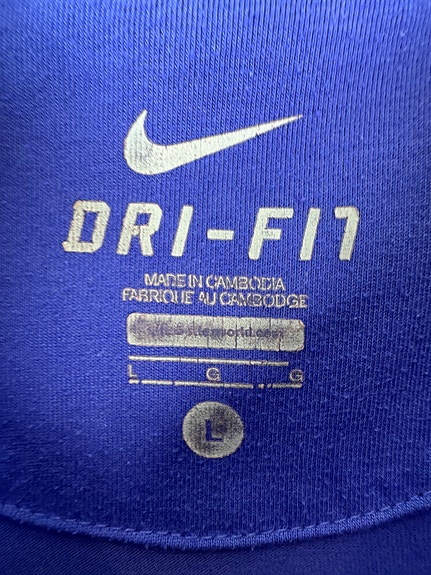 DRI-FIT
MADE IN CAMBODIA
FABRIQUE AU CAMBODGE
L G G
L